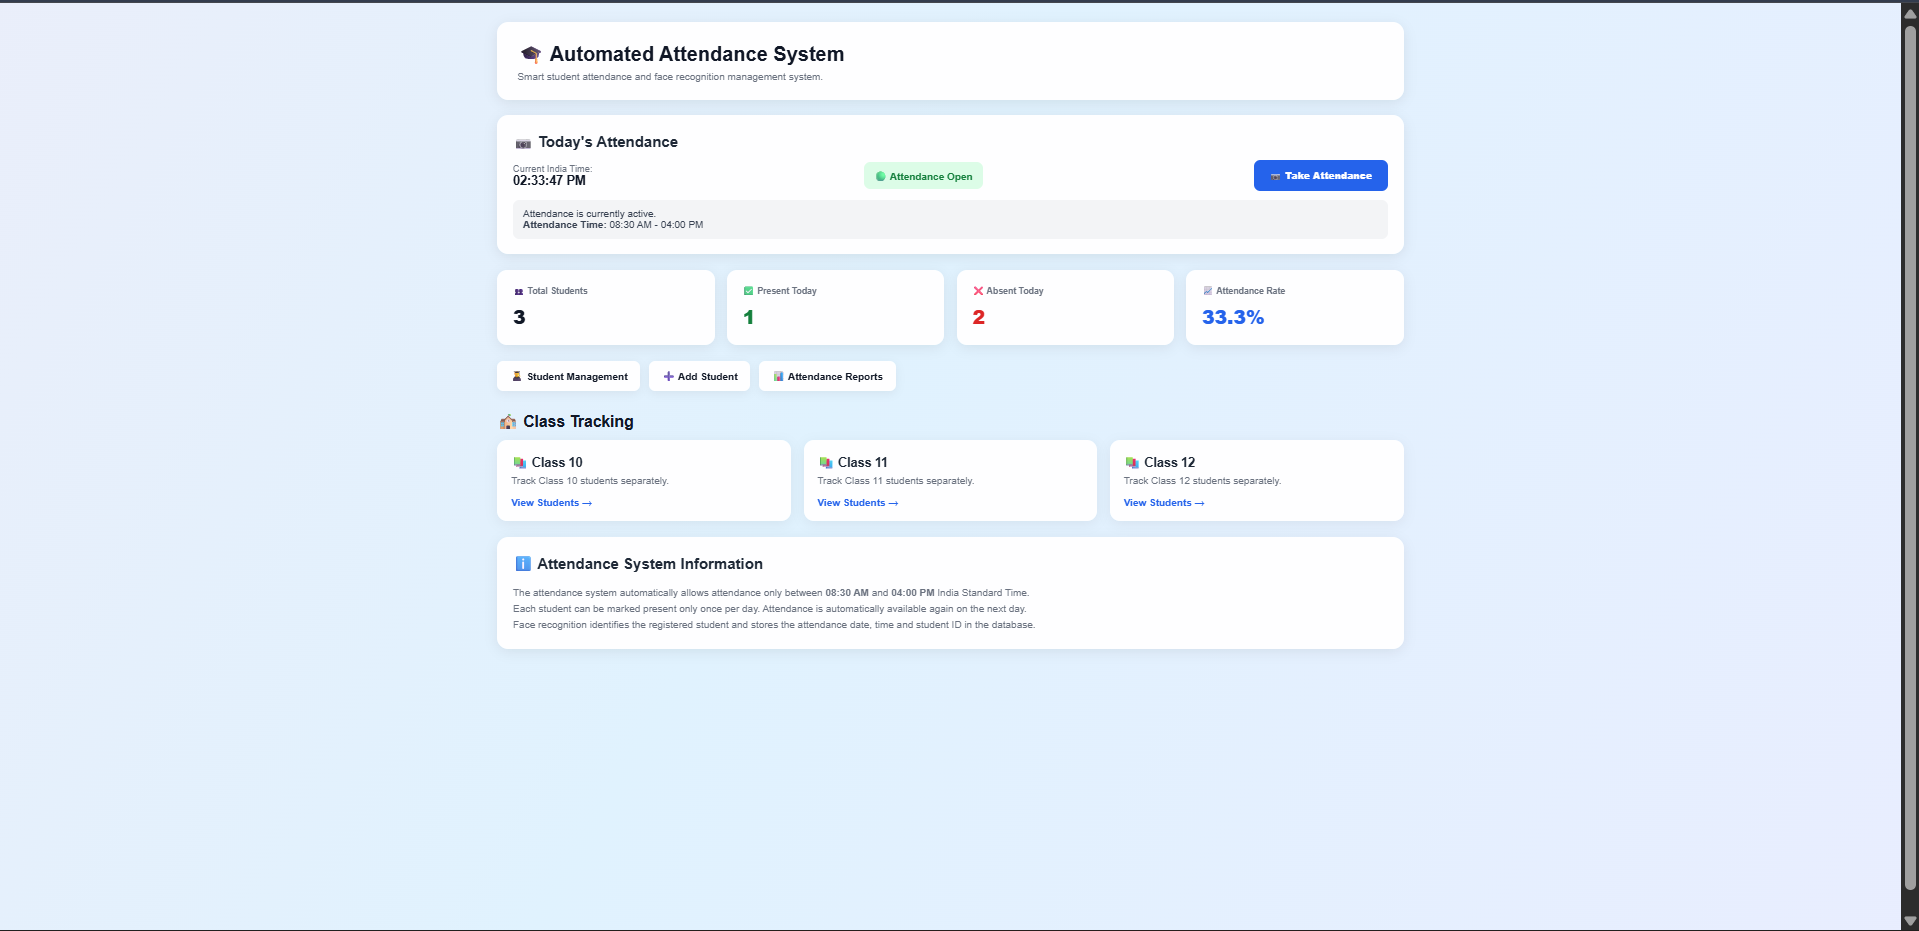 Automated Attendance System
Smart student attendance and face recognition management system.
Today's Attendance
Current India Time:
02:33:47 PM
Attendance Open
Take Attendance
Attendance is currently active.
Attendance Time: 08:30 AM - 04:00 PM
Total Students
3
Present Today
1
Absent Today
2
Attendance Rate
33.3%
Student Management
Add Student
Attendance Reports
Class Tracking
Class 10
Track Class 10 students separately.
View Students →
Class 11
Track Class 11 students separately.
View Students →
Class 12
Track Class 12 students separately.
View Students →
Attendance System Information
The attendance system automatically allows attendance only between 08:30 AM and 04:00 PM India Standard Time.
Each student can be marked present only once per day. Attendance is automatically available again on the next day.
Face recognition identifies the registered student and stores the attendance date, time and student ID in the database.